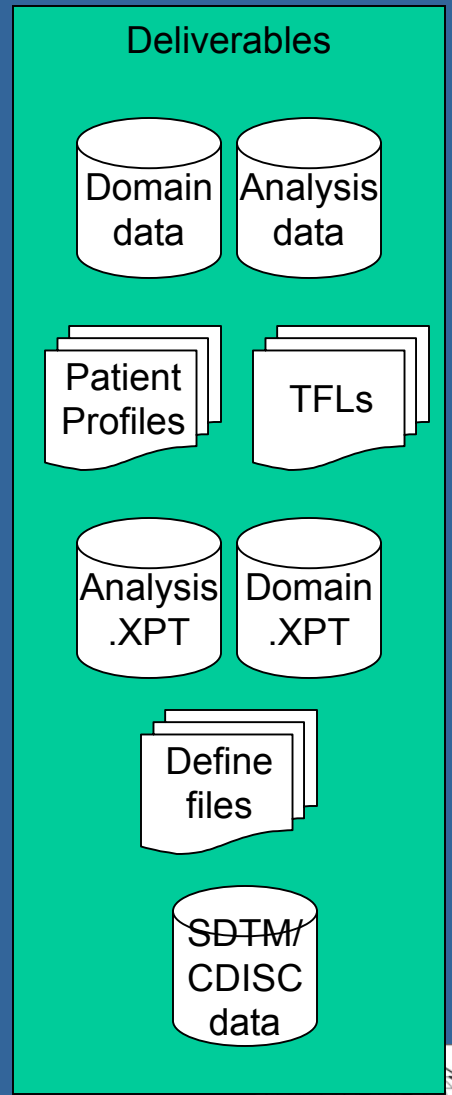 Deliverables
Domain
data
Analysis
data
Patient
Profiles
TFLs
Analysis
.XPT
Domain
.XPT
Define
files
SDTM/
CDISC
data